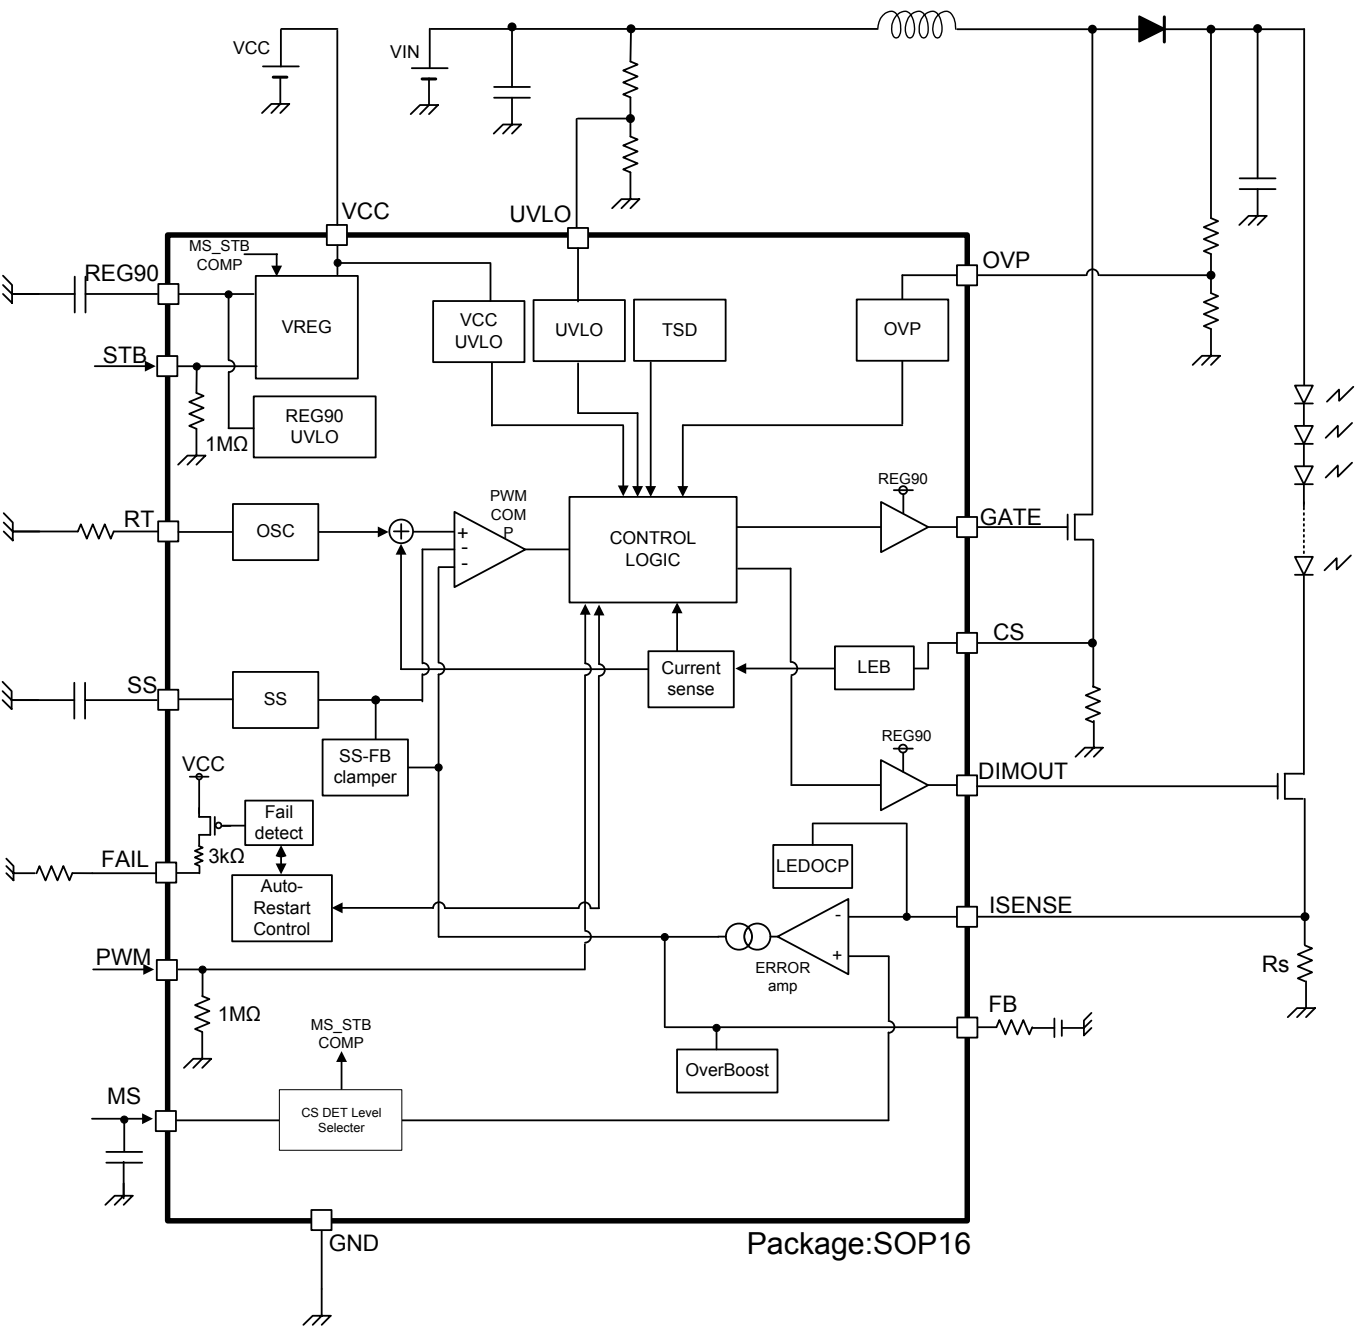 VCC
VIN
VCC
UVLO
MS_STB
COMP
REG90
OVP
VREG
VCC
UVLO
UVLO
TSD
OVP
STB
REG90
UVLO
1MΩ
REG90
PWM
COM
P
RT
OSC
+
-
-
CONTROL
LOGIC
GATE
CS
Current
sense
LEB
SS
SS
SS-FB
clamper
REG90
VCC
DIMOUT
Fail
detect
FAIL
3kΩ
LEDOCP
Auto-
Restart
Control
ISENSE
-
+
ERROR
amp
PWM
Rs
1MΩ
FB
MS_STB
COMP
OverBoost
MS
CS DET Level
Selecter
GND
Package:SOP16